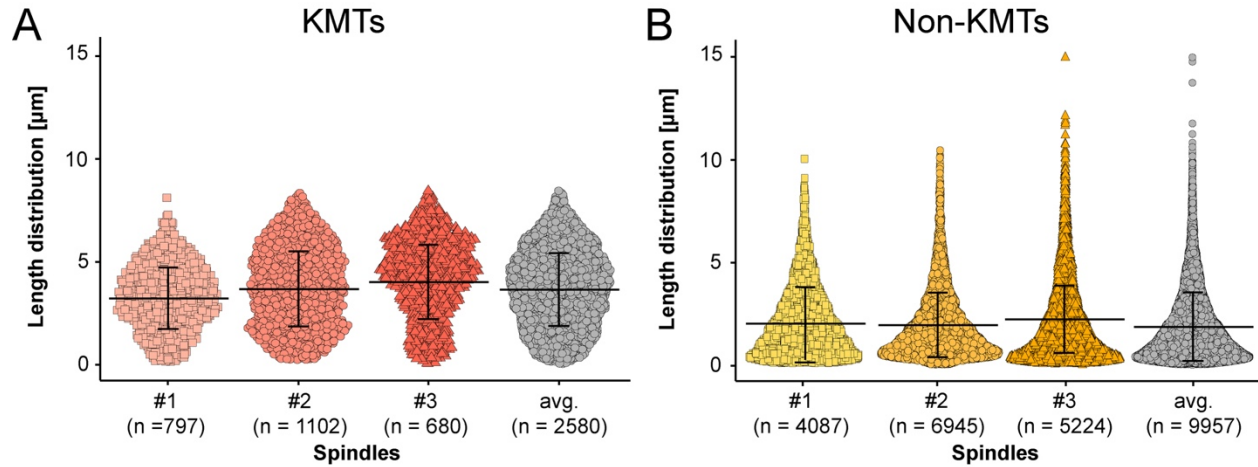 A
KMTs
Length distribution [µm]
15
10
5
0
#1
(n =797)
#2
(n = 1102)
#3
(n = 680)
avg.
(n = 2580)
Spindles
B
Non-KMTs
Length distribution [µm]
15
10
5
0
#1
(n = 4087)
#2
(n = 6945)
#3
(n = 5224)
avg.
(n = 9957)
Spindles